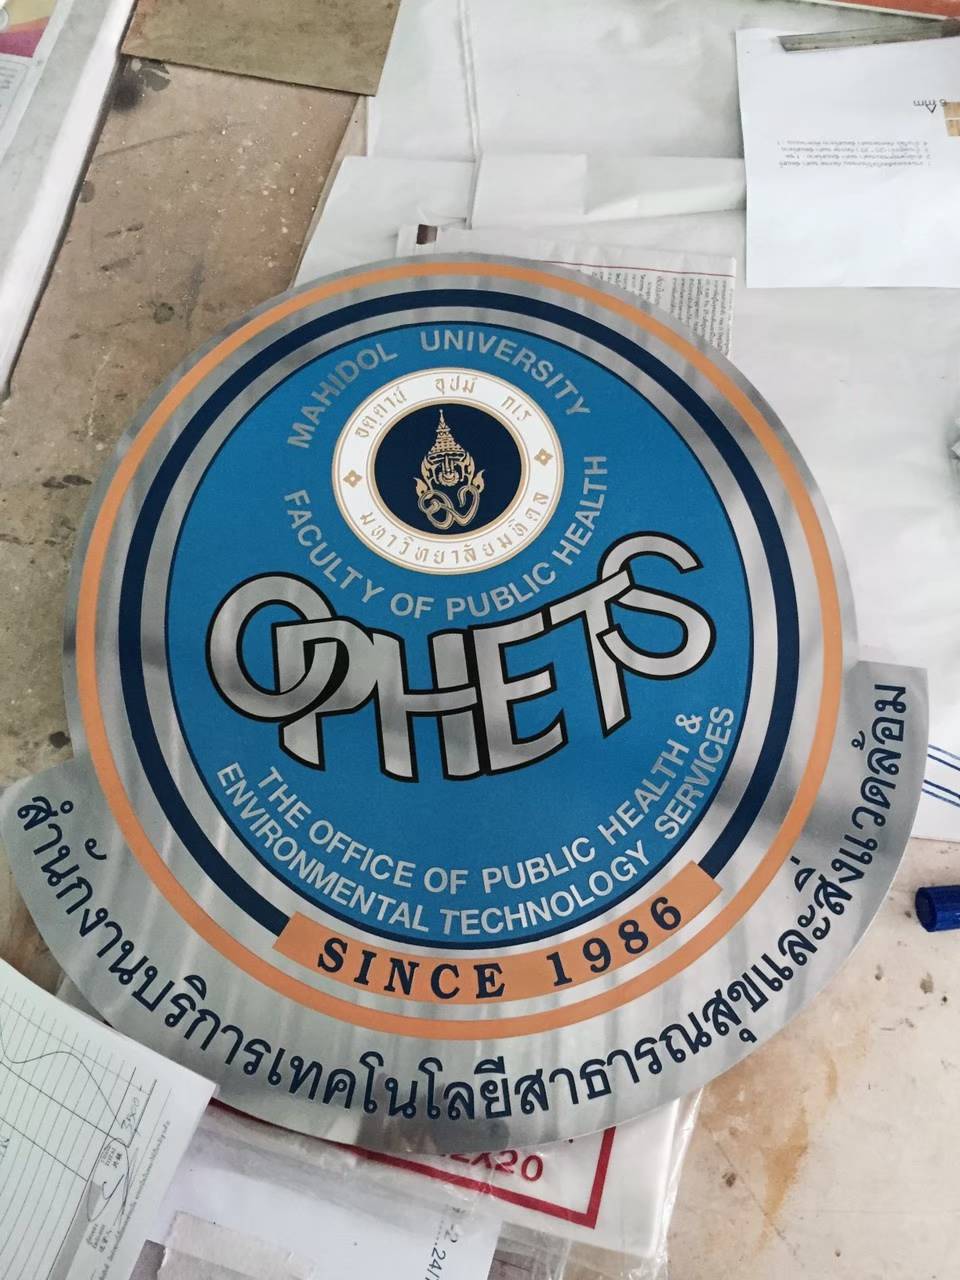 MAHIDOL UNIVERSITY
อตฺตานํ อุปมํ กเร
มหาวิทยาลัยมหิดล
FACULTY OF PUBLIC HEALTH
OPHETS
THE OFFICE OF PUBLIC HEALTH &
ENVIRONMENTAL TECHNOLOGY SERVICES
SINCE 1986
สำนักงานบริการเทคโนโลยีสาธารณสุขและสิ่งแวดล้อม